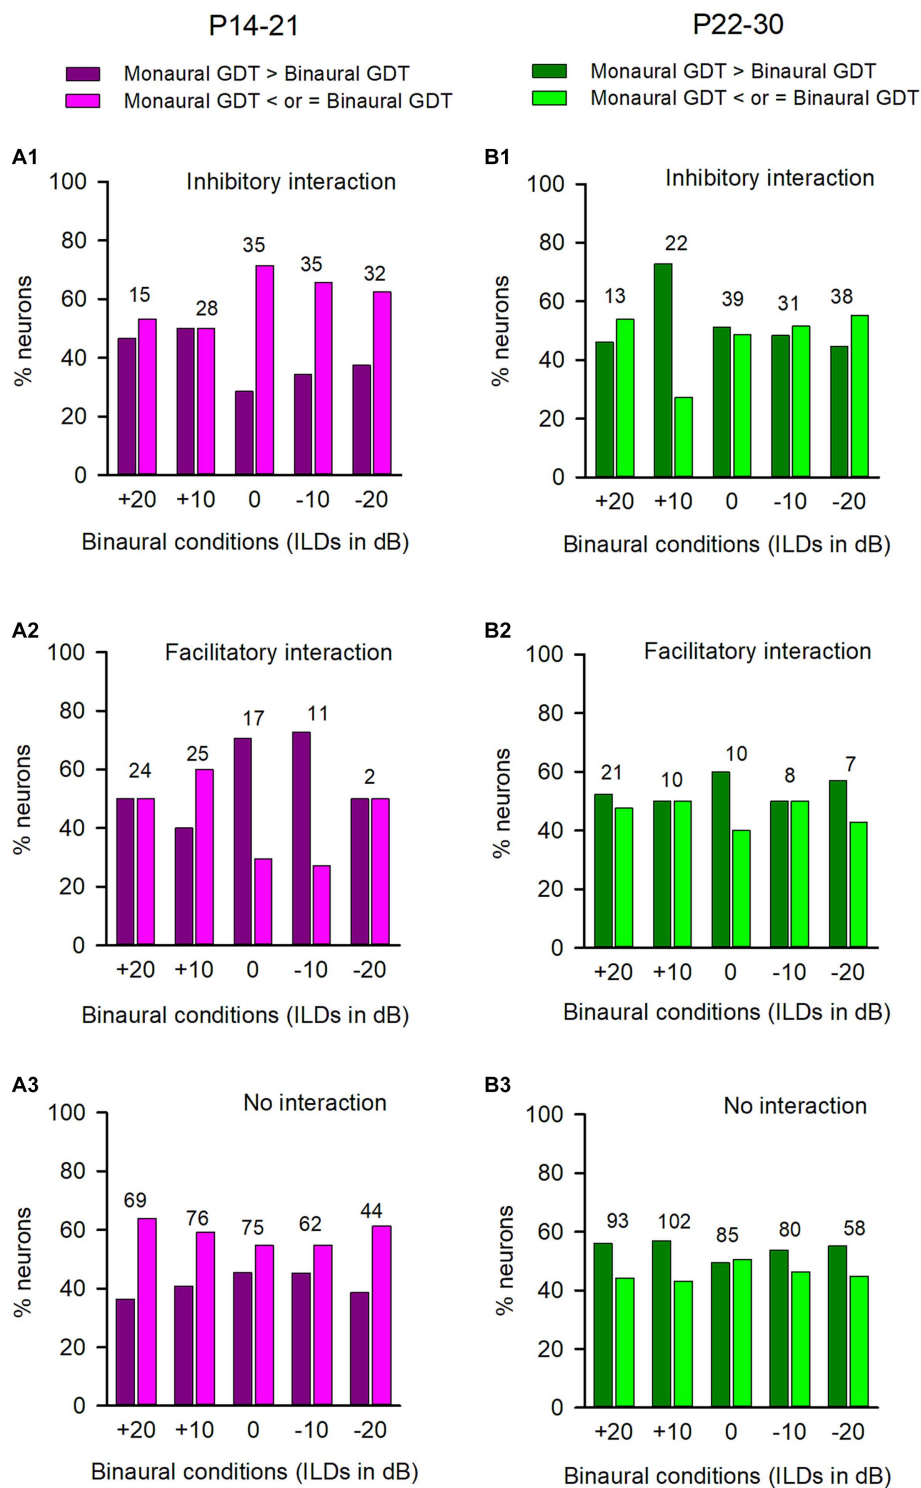 P14-21
Monaural GDT > Binaural GDT
Monaural GDT < or = Binaural GDT
P22-30
Monaural GDT > Binaural GDT
Monaural GDT < or = Binaural GDT
A1
Inhibitory interaction
% neurons
100
80
60
40
20
0
15
28
35
35
32
+20 +10 0 -10 -20
Binaural conditions (ILDs in dB)
B1
Inhibitory interaction
% neurons
100
80
60
40
20
0
13
22
39
31
38
+20 +10 0 -10 -20
Binaural conditions (ILDs in dB)
A2
Facilitatory interaction
% neurons
100
80
60
40
20
0
24
25
17
11
2
+20 +10 0 -10 -20
Binaural conditions (ILDs in dB)
B2
Facilitatory interaction
% neurons
100
80
60
40
20
0
21
10
10
8
7
+20 +10 0 -10 -20
Binaural conditions (ILDs in dB)
A3
No interaction
% neurons
100
80
60
40
20
0
69
76
75
62
44
+20 +10 0 -10 -20
Binaural conditions (ILDs in dB)
B3
No interaction
% neurons
100
80
60
40
20
0
93
102
85
80
58
+20 +10 0 -10 -20
Binaural conditions (ILDs in dB)